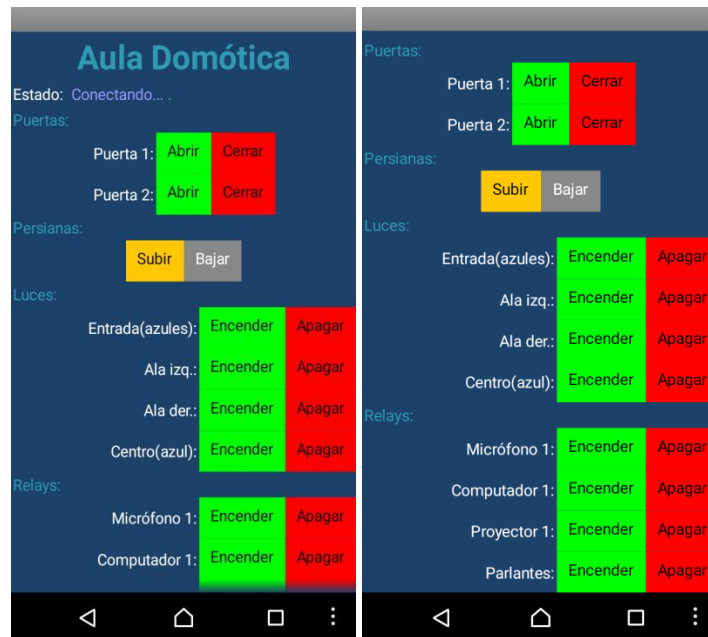 Aula Domótica
Estado: Conectando... .
Puertas:
Puerta 1: Abrir Cerrar
Puerta 2: Abrir Cerrar
Persianas:
Subir Bajar
Luces:
Entrada(azules): Encender Apagar
Ala izq.: Encender Apagar
Ala der.: Encender Apagar
Centro(azul): Encender Apagar
Relays:
Micrófono 1: Encender Apagar
Computador 1: Encender Apagar
Puertas:
Puerta 1: Abrir Cerrar
Puerta 2: Abrir Cerrar
Persianas:
Subir Bajar
Luces:
Entrada(azules): Encender Apagar
Ala izq.: Encender Apagar
Ala der.: Encender Apagar
Centro(azul): Encender Apagar
Relays:
Micrófono 1: Encender Apagar
Computador 1: Encender Apagar
Proyector 1: Encender Apagar
Parlantes: Encender Apagar